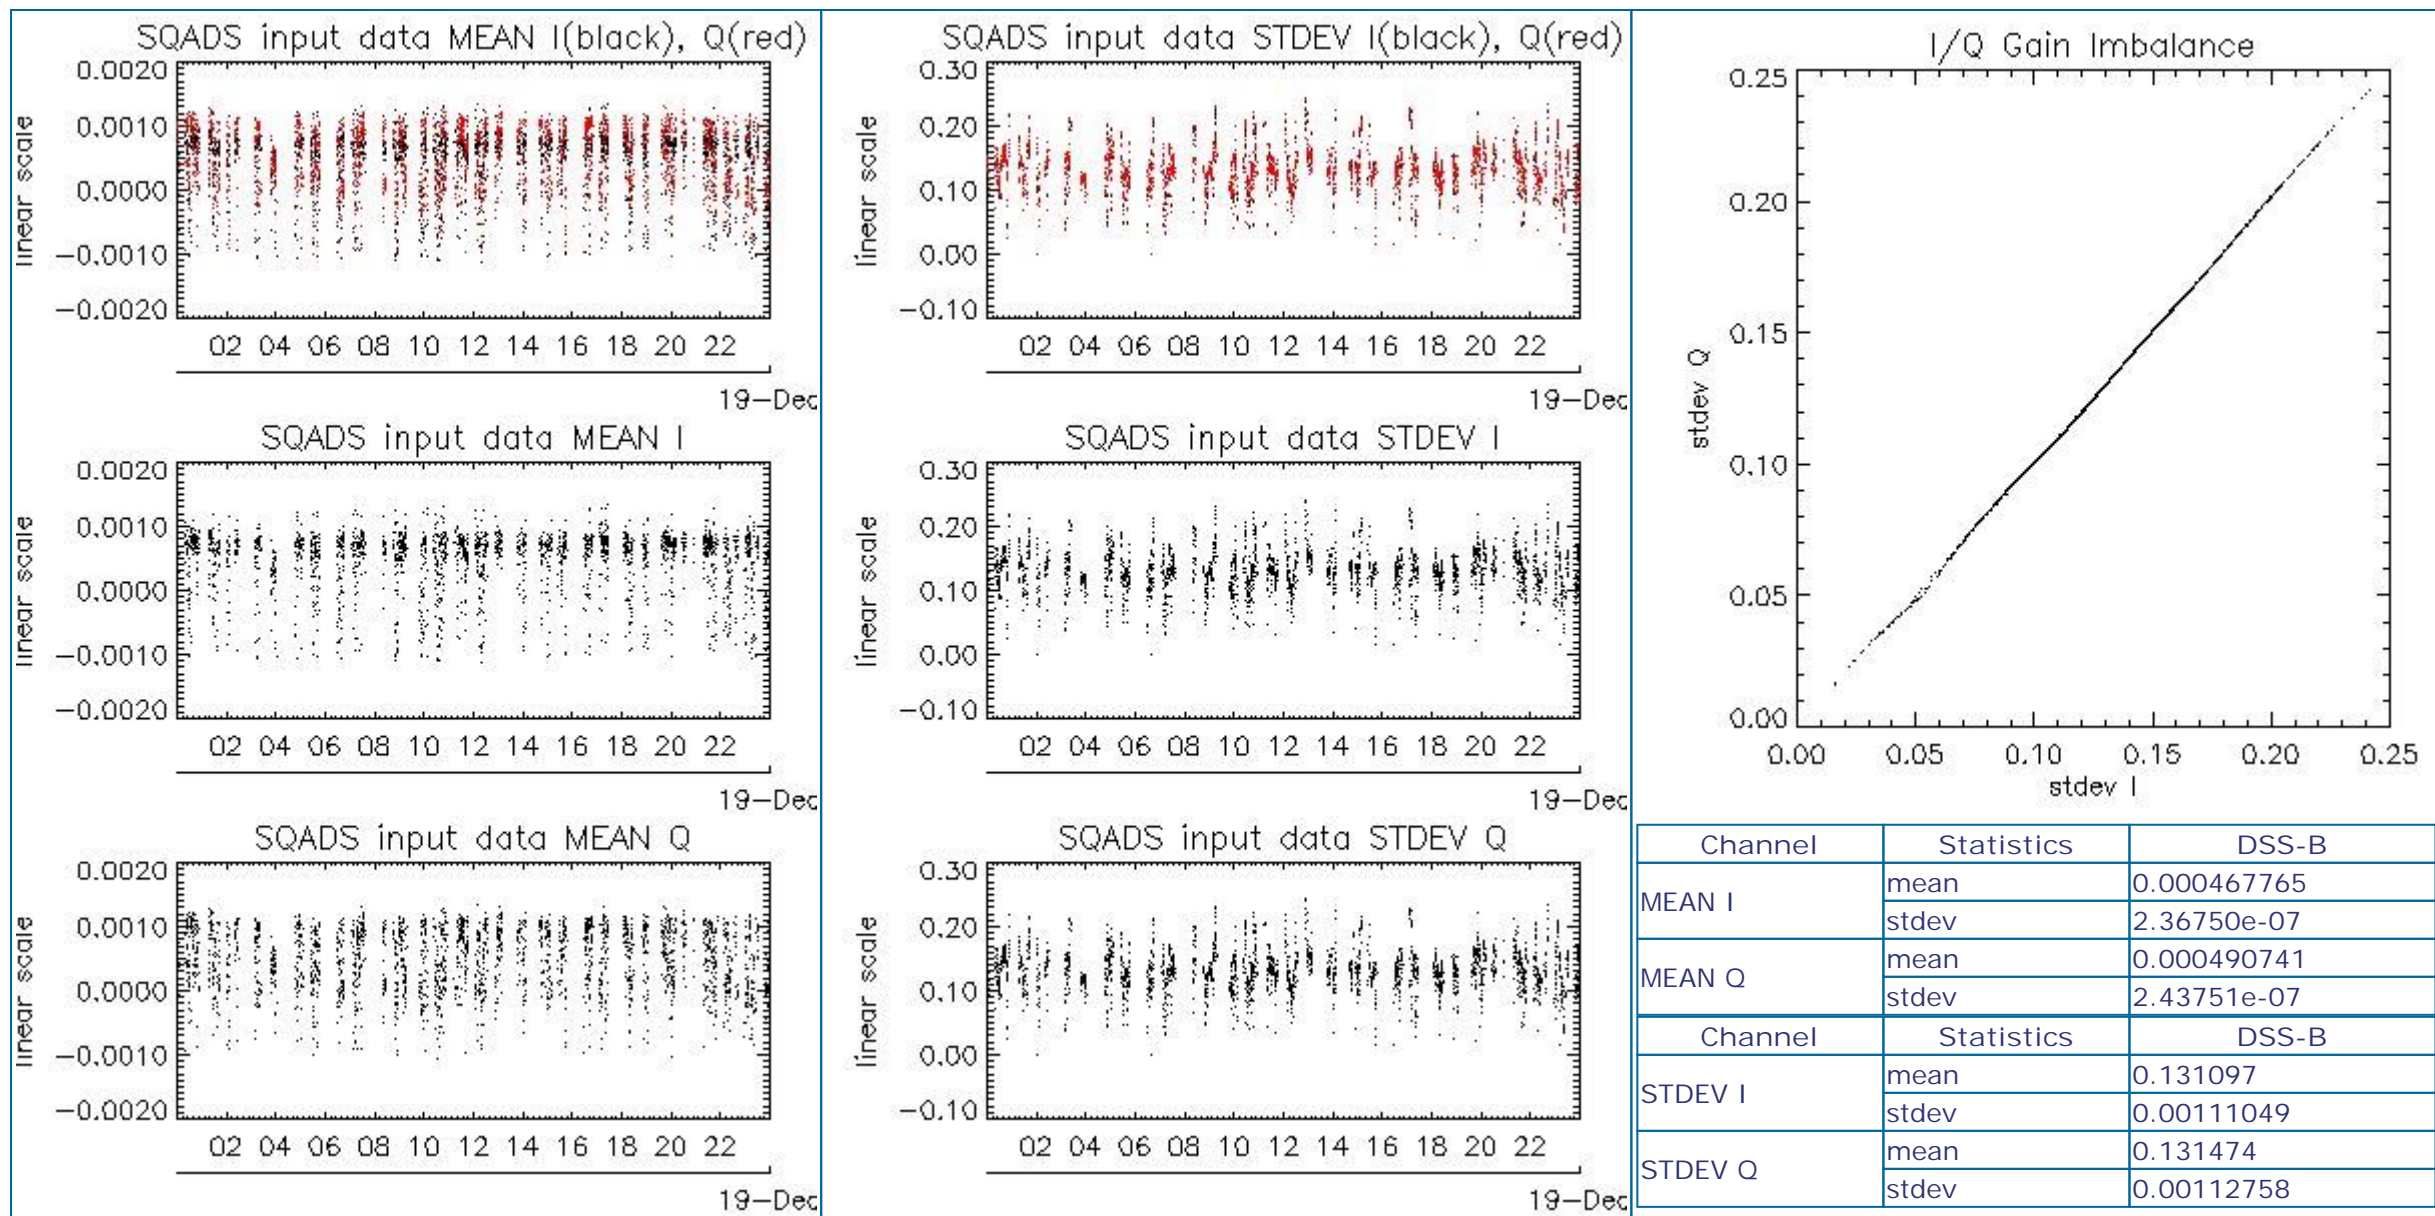 SQADS input data MEAN I(black), Q(red)
0.0020
0.0010
0.0000
-0.0010
-0.0020
linear scale
02 04 06 08 10 12 14 16 18 20 22
19-Dec
SQADS input data MEAN I
0.0020
0.0010
0.0000
-0.0010
-0.0020
linear scale
02 04 06 08 10 12 14 16 18 20 22
19-Dec
SQADS input data MEAN Q
0.0020
0.0010
0.0000
-0.0010
-0.0020
linear scale
02 04 06 08 10 12 14 16 18 20 22
19-Dec
SQADS input data STDEV I(black), Q(red)
0.30
0.20
0.10
0.00
-0.10
linear scale
02 04 06 08 10 12 14 16 18 20 22
19-Dec
SQADS input data STDEV I
0.30
0.20
0.10
0.00
-0.10
linear scale
02 04 06 08 10 12 14 16 18 20 22
19-Dec
SQADS input data STDEV Q
0.30
0.20
0.10
0.00
-0.10
linear scale
02 04 06 08 10 12 14 16 18 20 22
19-Dec
I/Q Gain Imbalance
0.25
0.20
0.15
0.10
0.05
0.00
stdev Q
0.00 0.05 0.10 0.15 0.20 0.25
stdev I
Channel Statistics DSS-B
MEAN I mean 0.000467765
stdev 2.36750e-07
MEAN Q mean 0.000490741
stdev 2.43751e-07
Channel Statistics DSS-B
STDEV I mean 0.131097
stdev 0.00111049
STDEV Q mean 0.131474
stdev 0.00112758